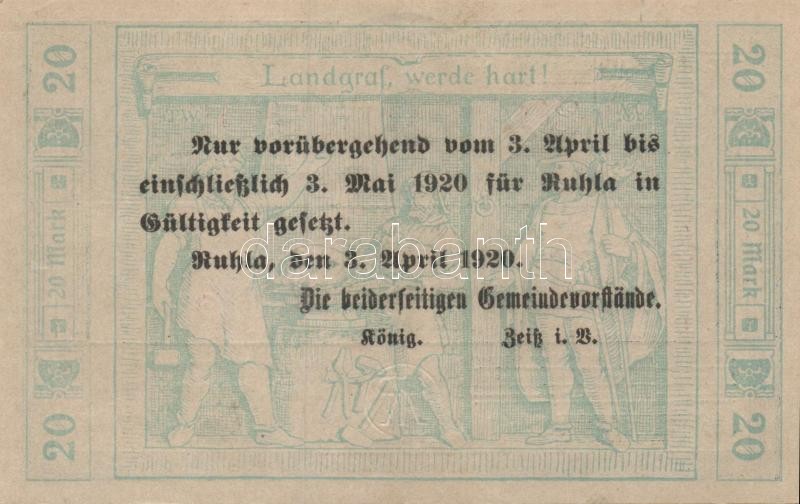 20
20
Landgraf, werde hart!
Nur vorübergehend vom 3. April bis
einschließlich 3. Mai 1920 für Ruhla in
Gültigkeit gesetzt.
Ruhla, den 3. April 1920.
Die beiderseitigen Gemeindevorstände.
König. Zeiß i. V.
20 Mark
20 Mark
20
20
darabanth